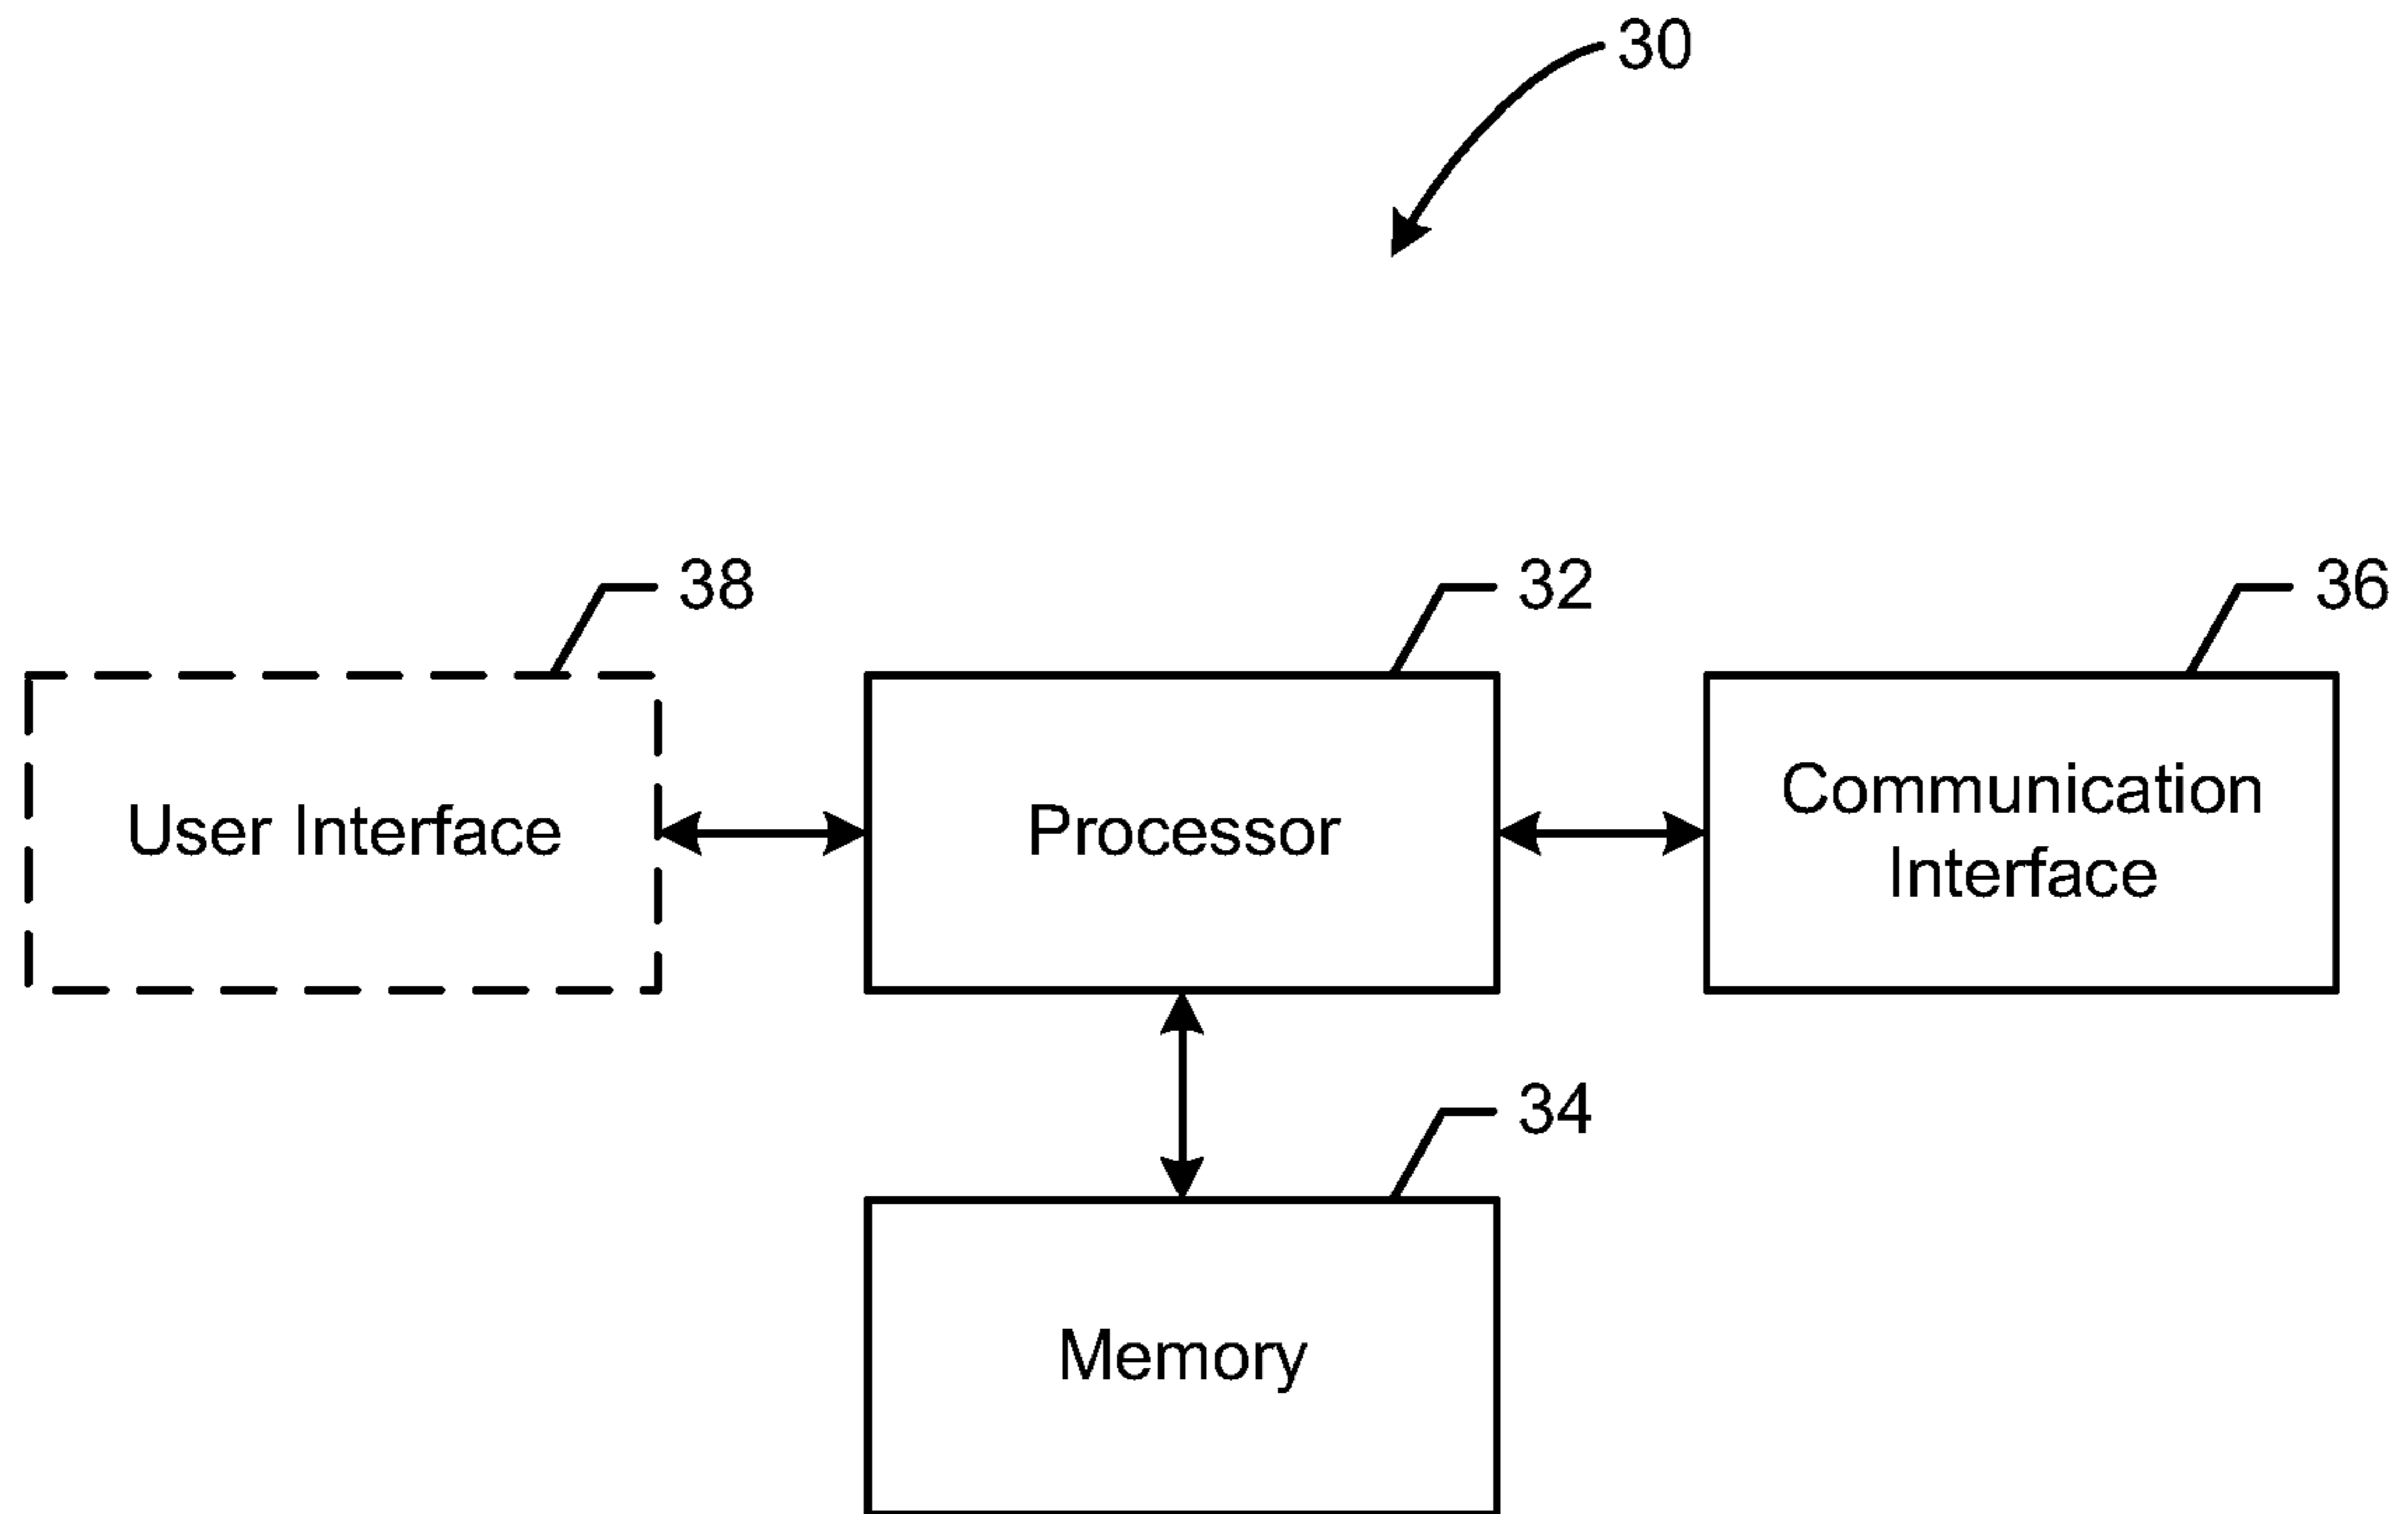 30
38
32
36
User Interface
Processor
Communication
Interface
34
Memory